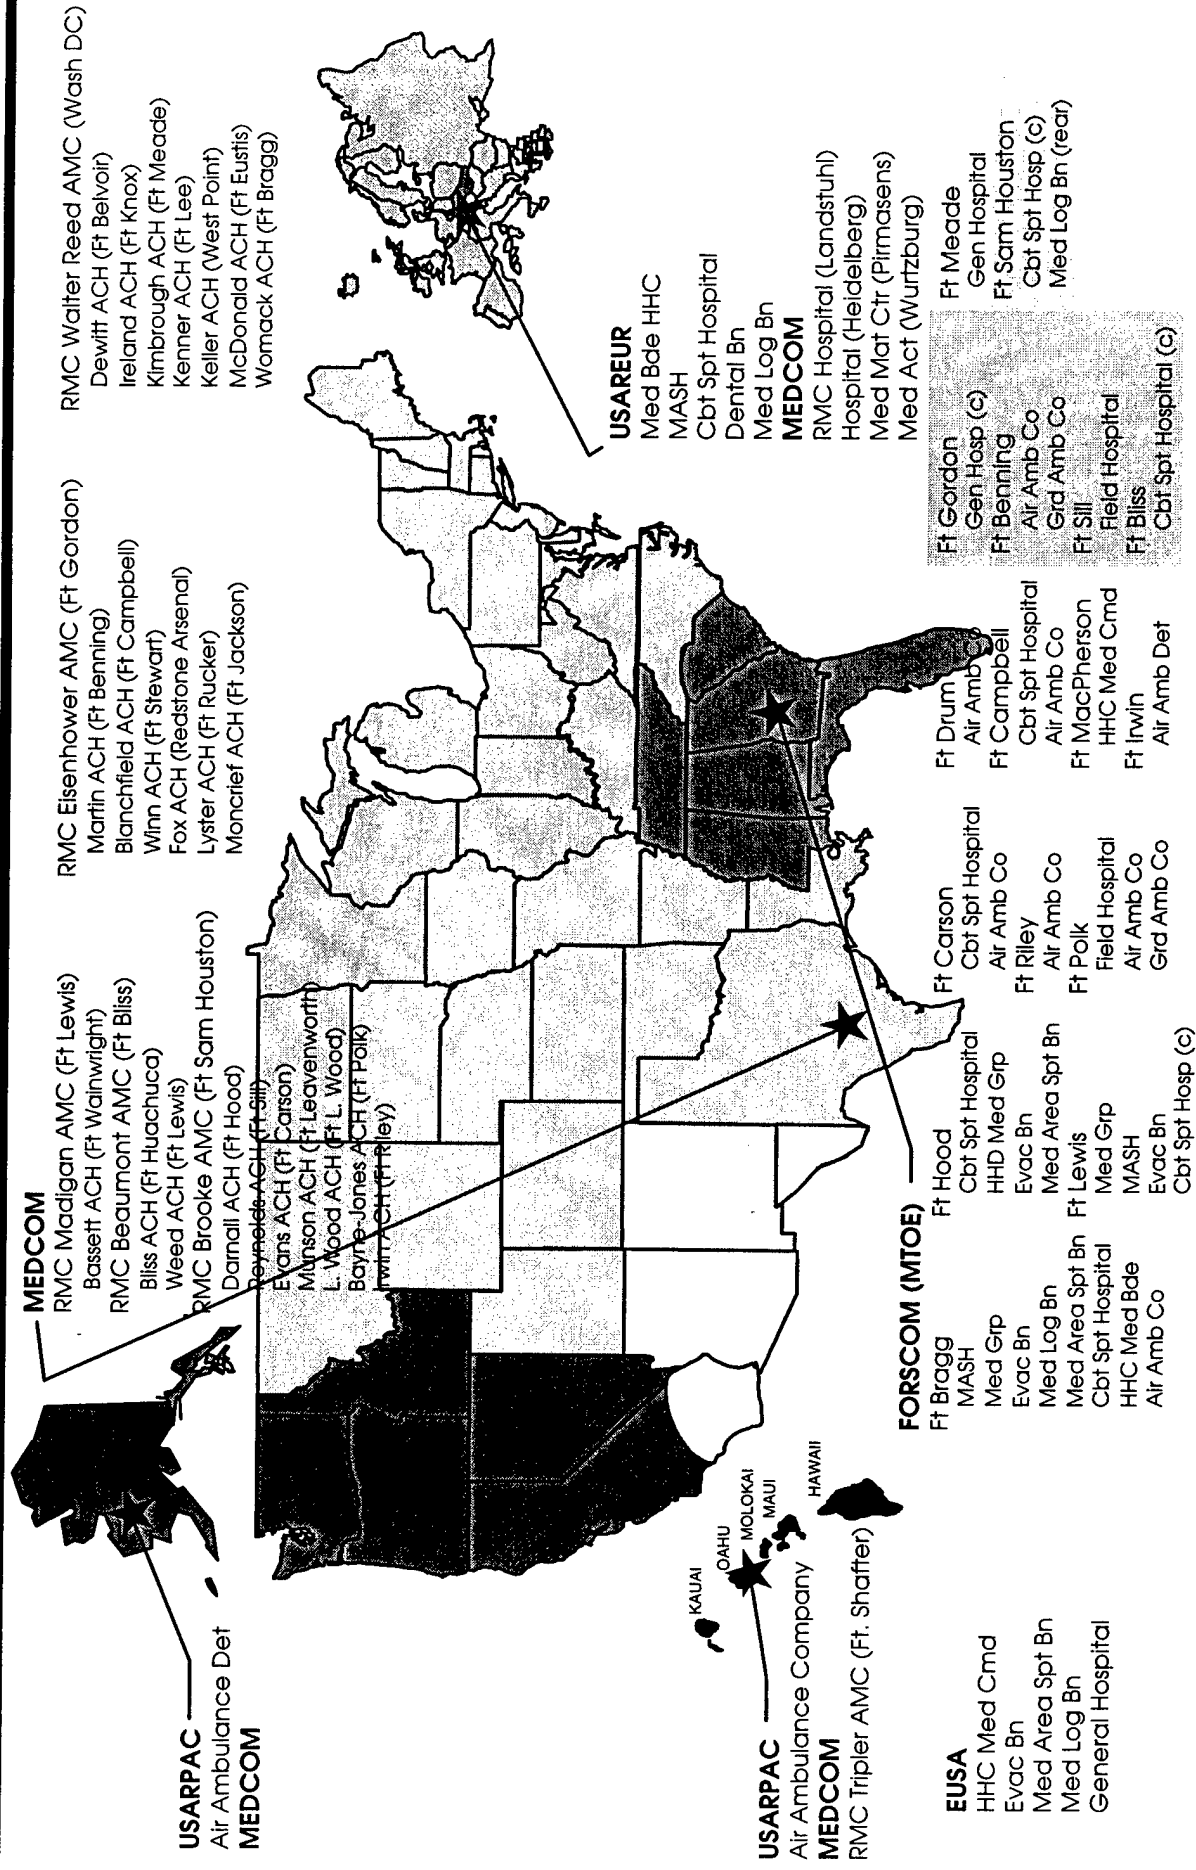 MEDCOM
RMC Madigan AMC (Ft Lewis)
Bassett ACH (Ft Wainwright)
RMC Beaumont AMC (Ft Bliss)
Bliss ACH (Ft Huachuca)
Weed ACH (Ft Lewis)
RMC Brooke AMC (Ft Sam Houston)
Darnall ACH (Ft Hood)
Reynolds ACH (Ft Sill)
Evans ACH (Ft Carson)
Munson ACH (Ft Leavenworth)
L. Wood ACH (Ft L. Wood)
Bayne-Jones ACH (Ft Polk)
Irwin ACH (Ft Riley)
RMC Eisenhower AMC (Ft Gordon)
Martin ACH (Ft Benning)
Blanchfield ACH (Ft Campbell)
Winn ACH (Ft Stewart)
Fox ACH (Redstone Arsenal)
Lyster ACH (Ft Rucker)
Moncrief ACH (Ft Jackson)
RMC Walter Reed AMC (Wash DC)
Dewitt ACH (Ft Belvoir)
Ireland ACH (Ft Knox)
Kimbrough ACH (Ft Meade)
Kenner ACH (Ft Lee)
Keller ACH (West Point)
McDonald ACH (Ft Eustis)
Womack ACH (Ft Bragg)
USARPAC
Air Ambulance Det
MEDCOM
USAREUR
Med Bde HHC
MASH
Cbt Spt Hospital
Dental Bn
Med Log Bn
MEDCOM
RMC Hospital (Landstuhl)
Hospital (Heidelberg)
Med Mat Ctr (Pirmasens)
Med Act (Wurtzburg)
KAUAI
OAHU
MOLOKAI
MAUI
HAWAII
USARPAC
Air Ambulance Company
MEDCOM
RMC Tripler AMC (Ft. Shafter)
EUSA
HHC Med Cmd
Evac Bn
Med Area Spt Bn
Med Log Bn
General Hospital
FORSCOM (MTOE)
Ft Bragg
MASH
Med Grp
Evac Bn
Med Log Bn
Med Area Spt Bn
Cbt Spt Hospital
HHC Med Bde
Air Amb Co
Ft Hood
Cbt Spt Hospital
HHD Med Grp
Evac Bn
Med Area Spt Bn
Ft Lewis
Med Grp
MASH
Evac Bn
Cbt Spt Hosp (c)
Ft Carson
Cbt Spt Hospital
Air Amb Co
Ft Riley
Air Amb Co
Ft Polk
Field Hospital
Air Amb Co
Grd Amb Co
Ft Drum
Air Amb Co
Ft Campbell
Cbt Spt Hospital
Air Amb Co
Ft MacPherson
HHC Med Cmd
Ft Irwin
Air Amb Det
Ft Gordon
Gen Hosp (c)
Ft Benning
Air Amb Co
Grd Amb Co
Ft Sill
Field Hospital
Ft Bliss
Cbt Spt Hospital (c)
Ft Meade
Gen Hospital
Ft Sam Houston
Cbt Spt Hosp (c)
Med Log Bn (rear)